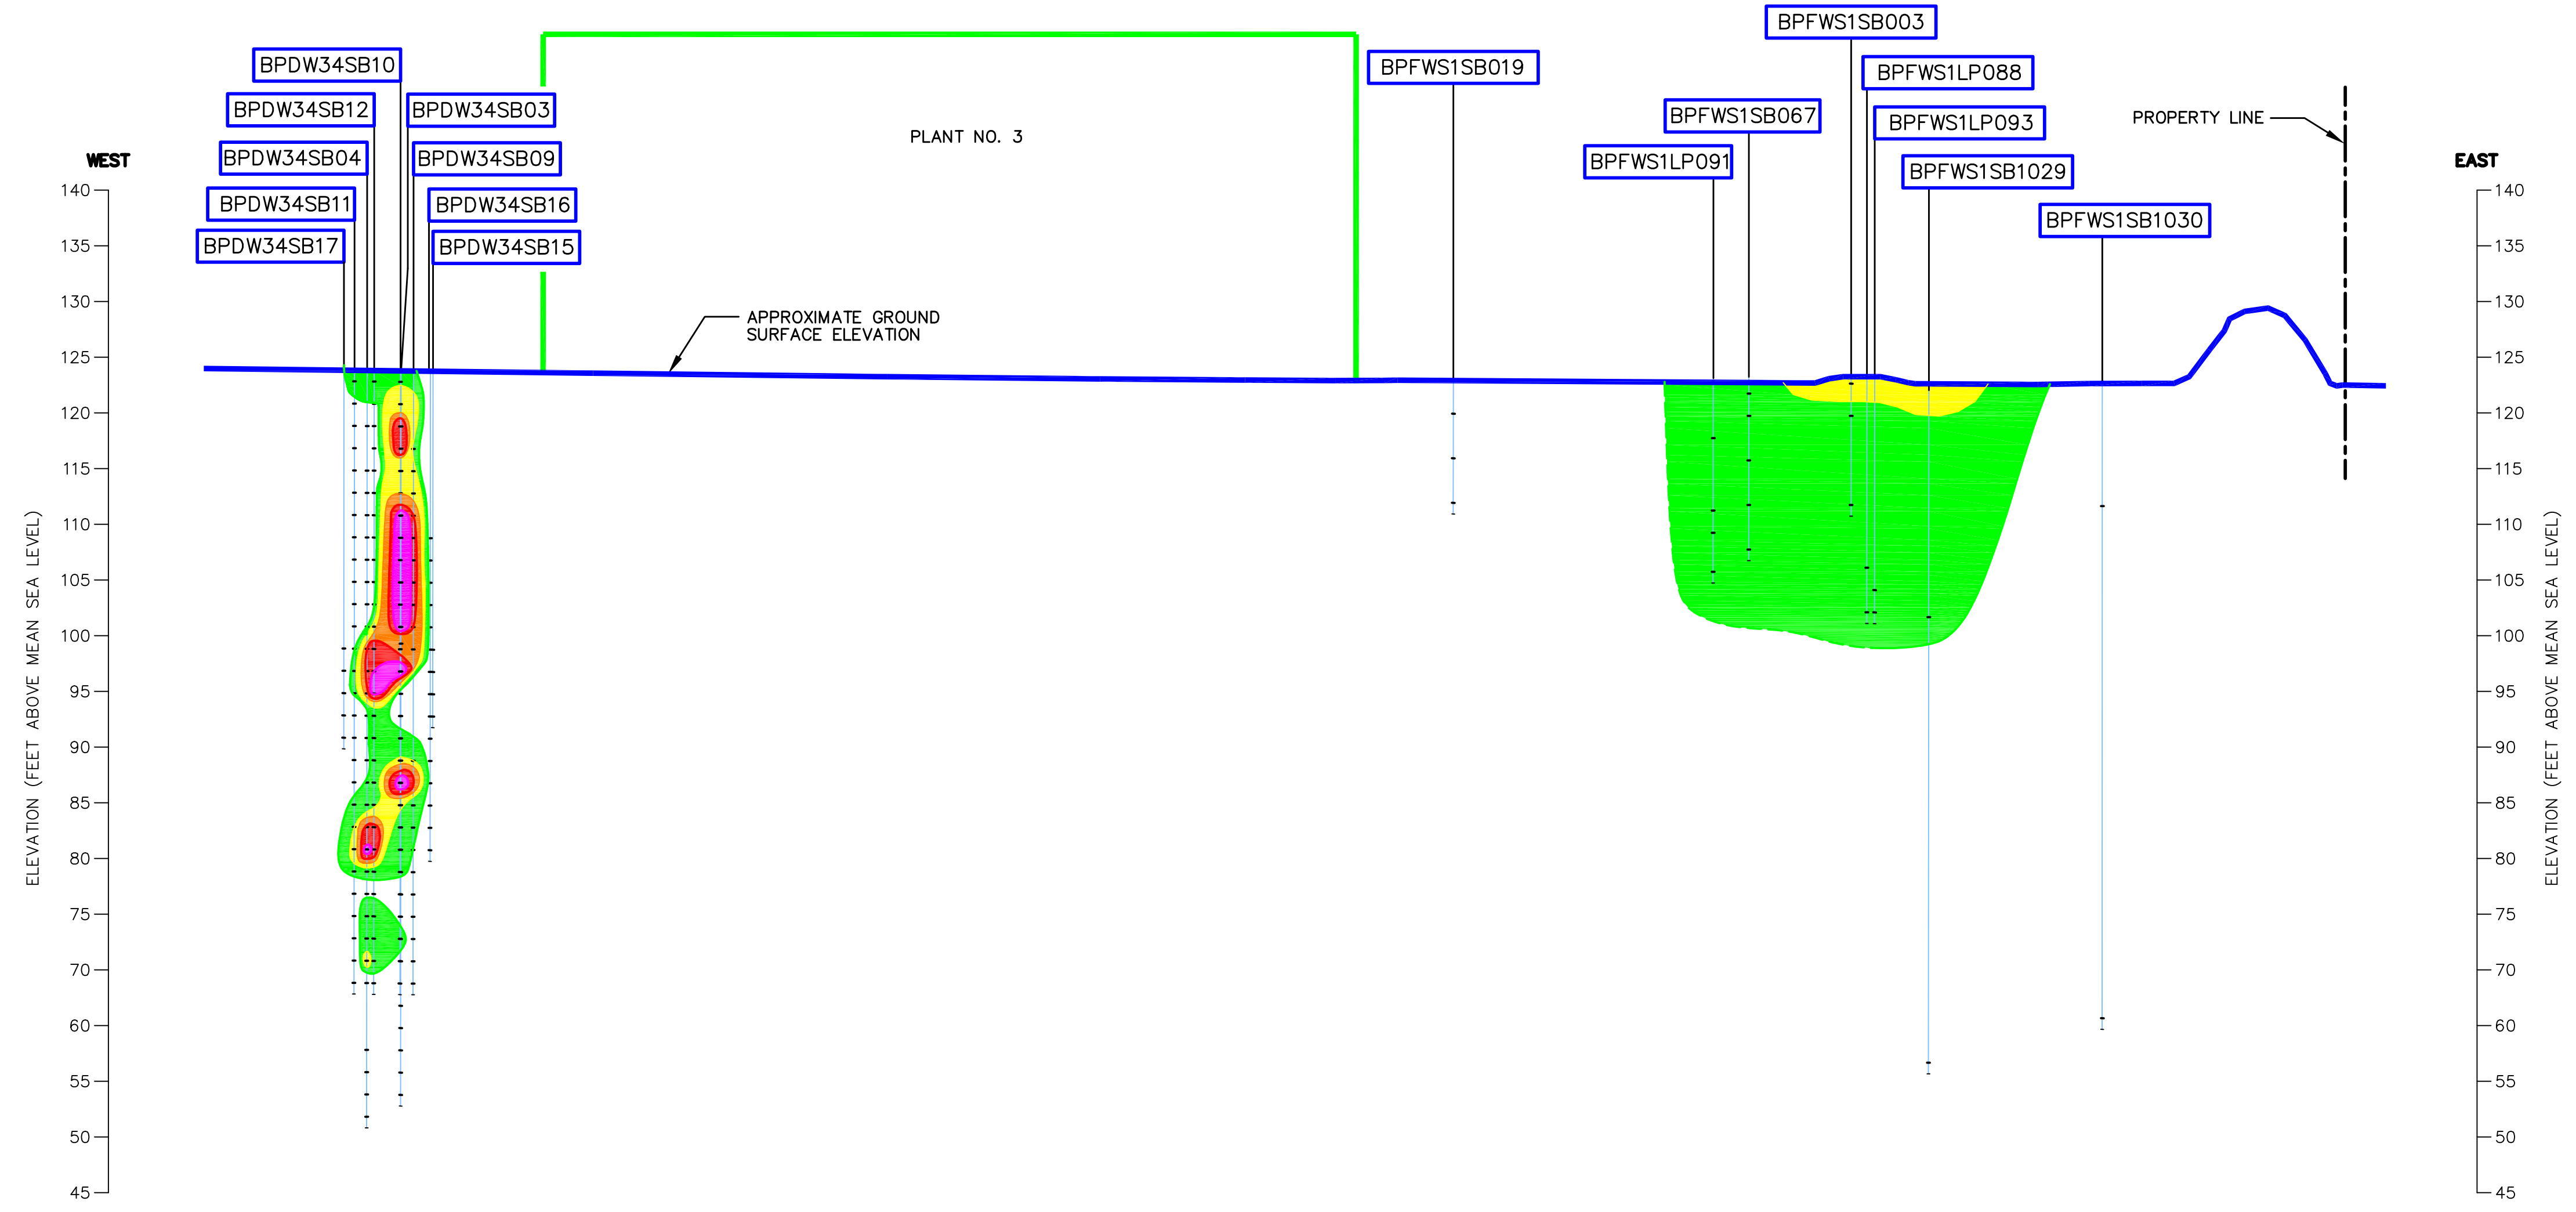 BPFWS1SB003
BPDW34SB10
BPFWS1SB019
BPFWS1LP088
BPDW34SB12
BPDW34SB03
BPFWS1SB067
BPFWS1LP093
PROPERTY LINE
PLANT NO. 3
WEST
BPDW34SB04
BPDW34SB09
BPFWS1LP091
BPFWS1SB1029
EAST
BPDW34SB11
BPDW34SB16
BPFWS1SB1030
BPDW34SB17
BPDW34SB15
APPROXIMATE GROUND
SURFACE ELEVATION
ELEVATION (FEET ABOVE MEAN SEA LEVEL)
140
135
130
125
120
115
110
105
100
95
90
85
80
75
70
65
60
55
50
45
140
135
130
125
120
115
110
105
100
95
90
85
80
75
70
65
60
55
50
45
ELEVATION (FEET ABOVE MEAN SEA LEVEL)